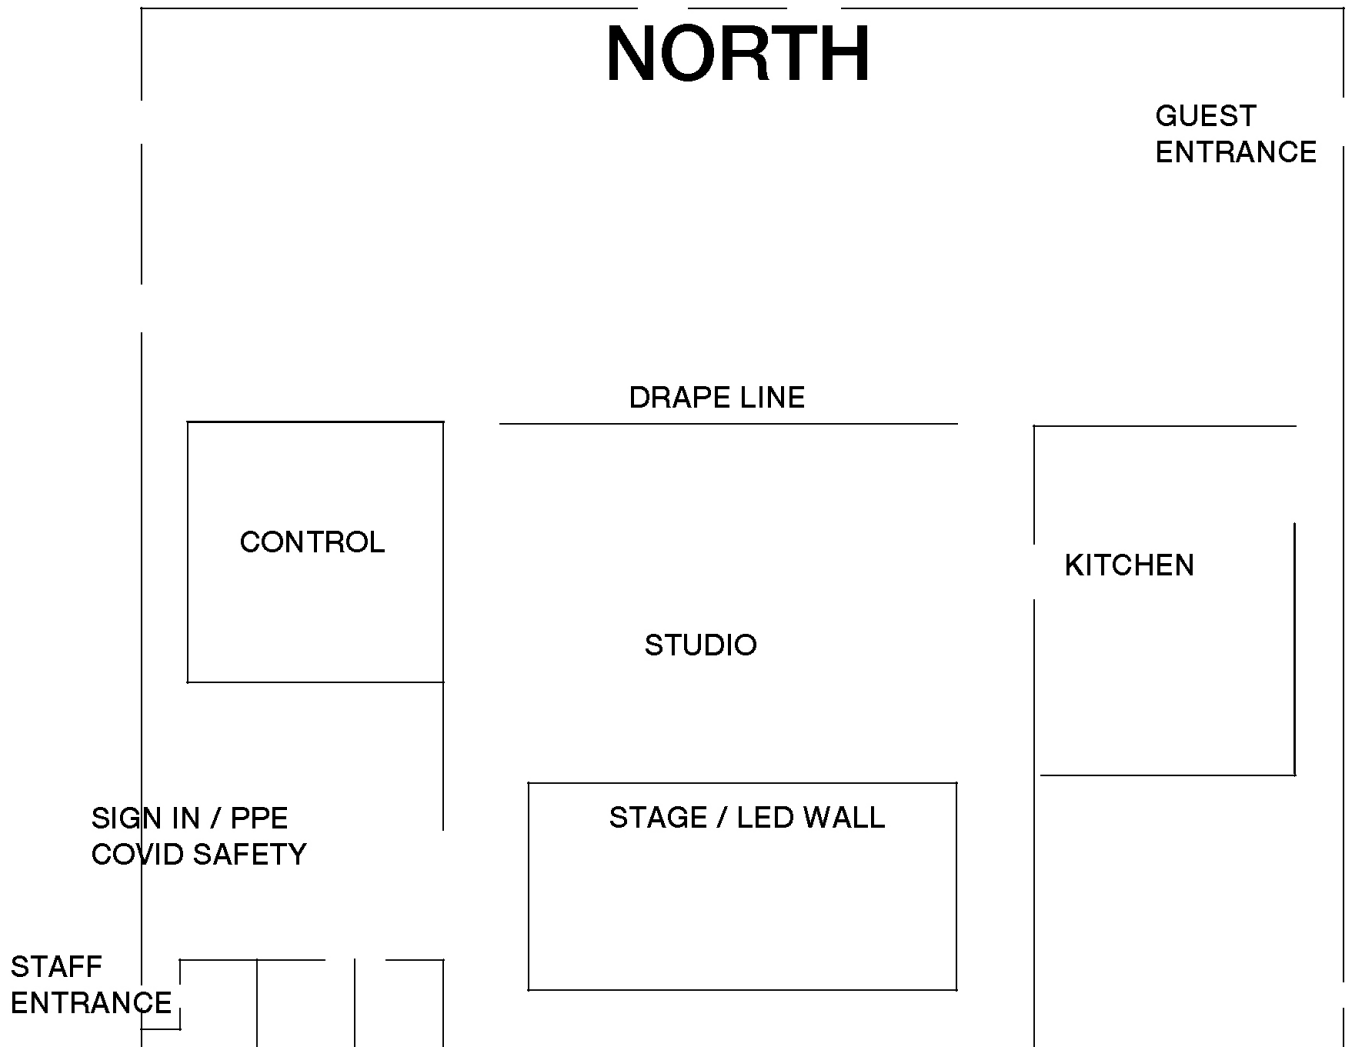 NORTH
GUEST
ENTRANCE
DRAPE LINE
CONTROL
KITCHEN
STUDIO
SIGN IN / PPE
COVID SAFETY
STAGE / LED WALL
STAFF
ENTRANCE